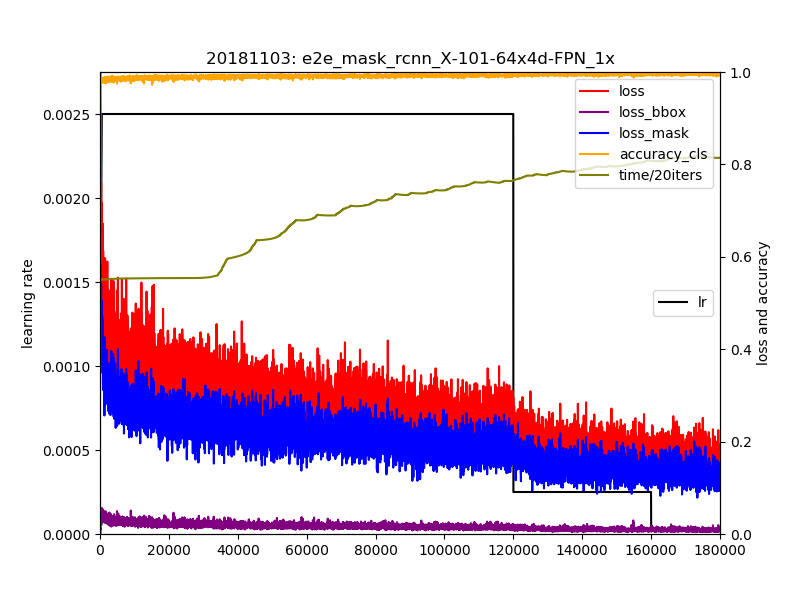 20181103: e2e_mask_rcnn_X-101-64x4d-FPN_1x
learning rate
0.0025
0.0020
0.0015
0.0010
0.0005
0.0000
loss
loss_bbox
loss_mask
accuracy_cls
time/20iters
lr
1.0
0.8
0.6
0.4
0.2
0.0
loss and accuracy
0 20000 40000 60000 80000 100000 120000 140000 160000 180000